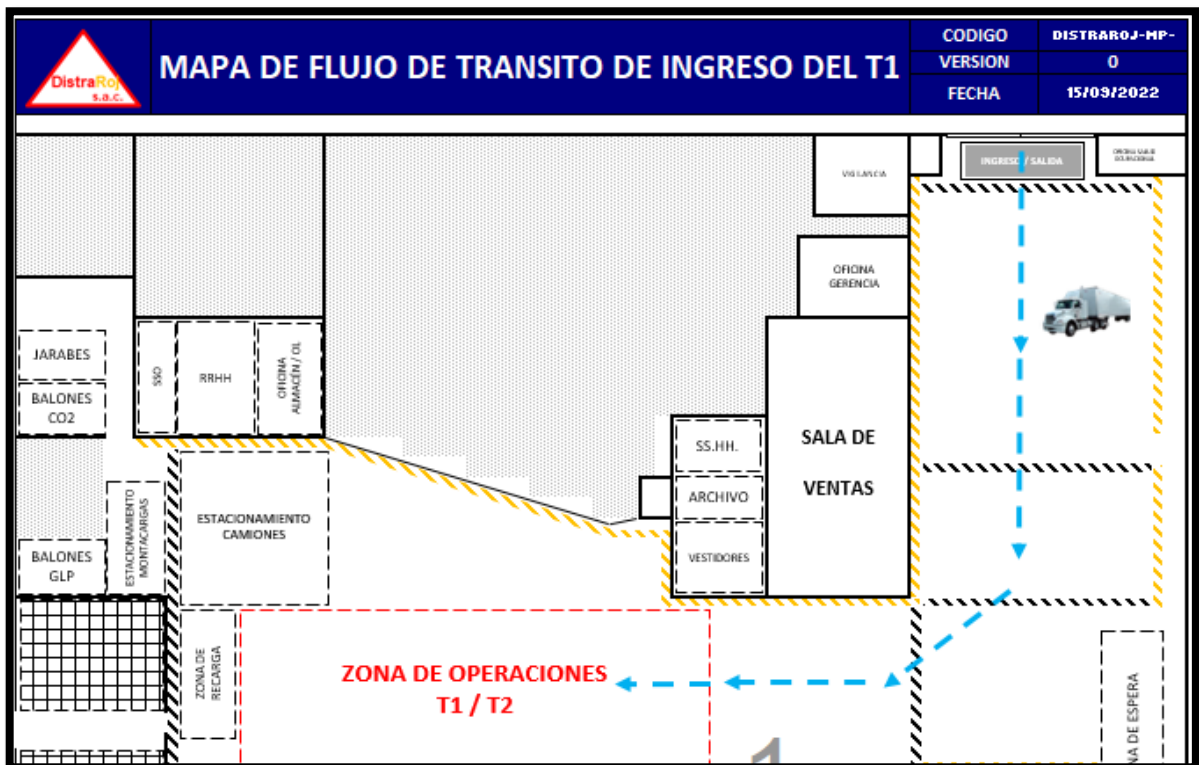 DistraRoj
s.a.c.
MAPA DE FLUJO DE TRANSITO DE INGRESO DEL T1
CODIGO
DISTRAROJ-MP-
VERSION
0
FECHA
15/09/2022
VIGILANCIA
INGRESO / SALIDA
OFICINA
OCUPACIONAL
OFICINA
GERENCIA
JARABES
BALONES
CO2
SSO
RRHH
OFICINA
ALMACÉN / OL
SS.HH.
ARCHIVO
VESTIDORES
SALA DE
VENTAS
ESTACIONAMIENTO
MONTACARGAS
ESTACIONAMIENTO
CAMIONES
BALONES
GLP
ZONA DE
RECARGA
ZONA DE OPERACIONES
T1 / T2
1
NA DE ESPERA